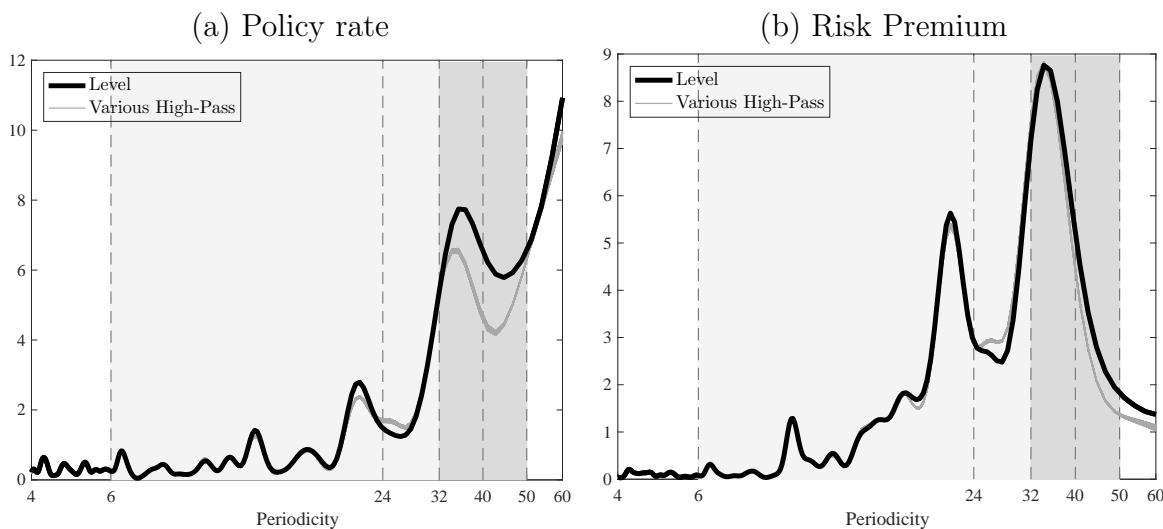 (a) Policy rate
12
10
8
6
4
2
0
Level
Various High-Pass
4 6 24 32 40 50 60
Periodicity
(b) Risk Premium
9
8
7
6
5
4
3
2
1
0
Level
Various High-Pass
4 6 24 32 40 50 60
Periodicity